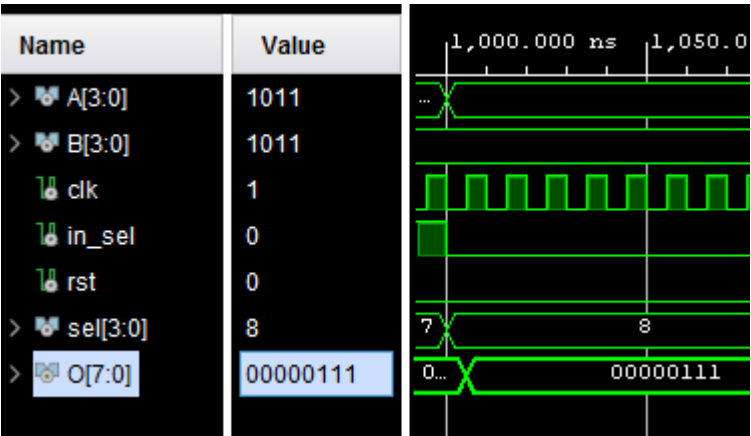 Name Value 1,000.000 ns 1,050.0
> A[3:0] 1011 ...
> B[3:0] 1011
clk 1
in_sel 0
rst 0
> sel[3:0] 8 7 8
> O[7:0] 00000111 0... 00000111